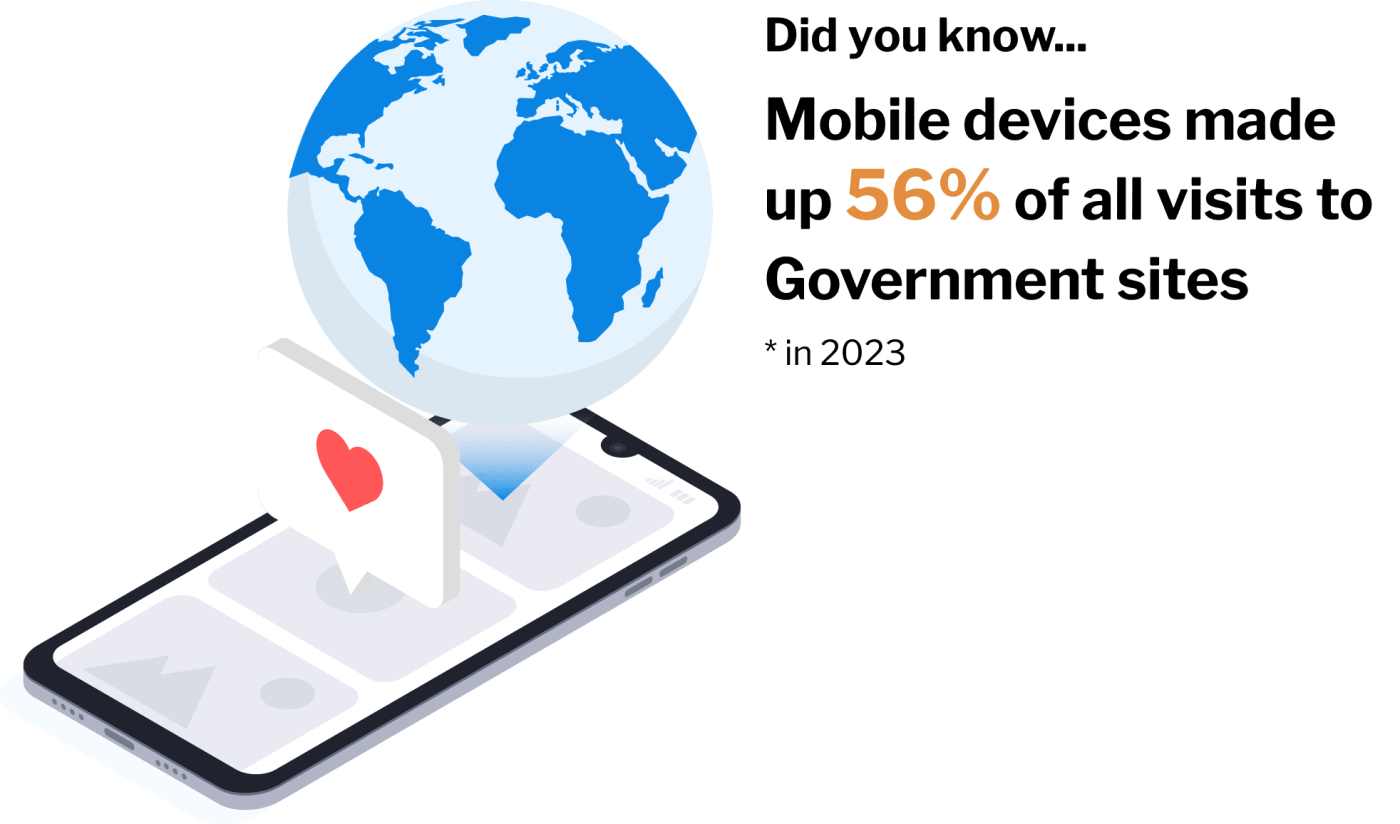 Did you know...
Mobile devices made
up 56% of all visits to
Government sites
* in 2023